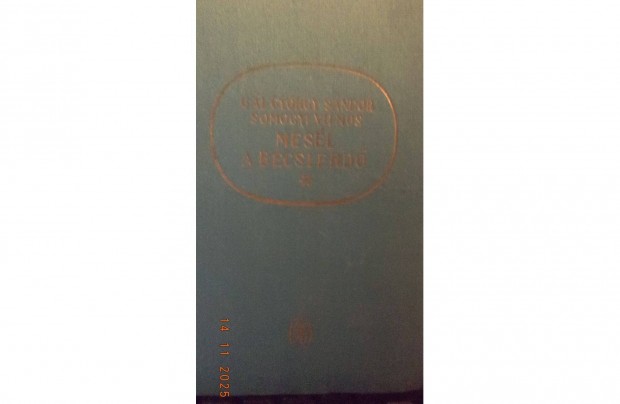 GÁL GYÖRGY SÁNDOR
SOMOGYI VILMOS
MESÉL
A BÉCSI ERDŐ
14 11 2025